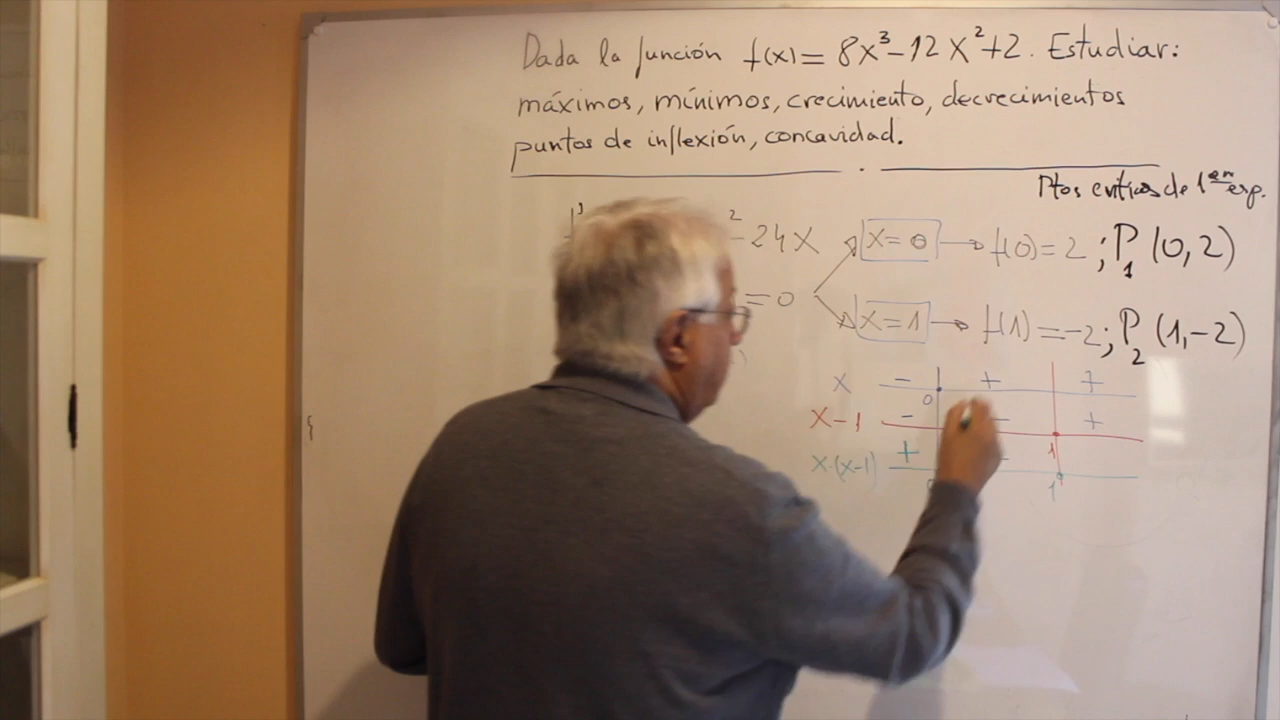 Dada la función f(x) = 8x³-12x²+2. Estudiar:
máximos, mínimos, crecimiento, decrecimientos
puntos de inflexión, concavidad.
Ptos críticos de 1er esp.
² -24x x=0 → f(0)=2 ; P₁ (0,2)
=0 x=1 → f(1)=-2; P₂ (1,-2)
x - + +
0
x-1 - - +
1
x·(x-1) + -
1